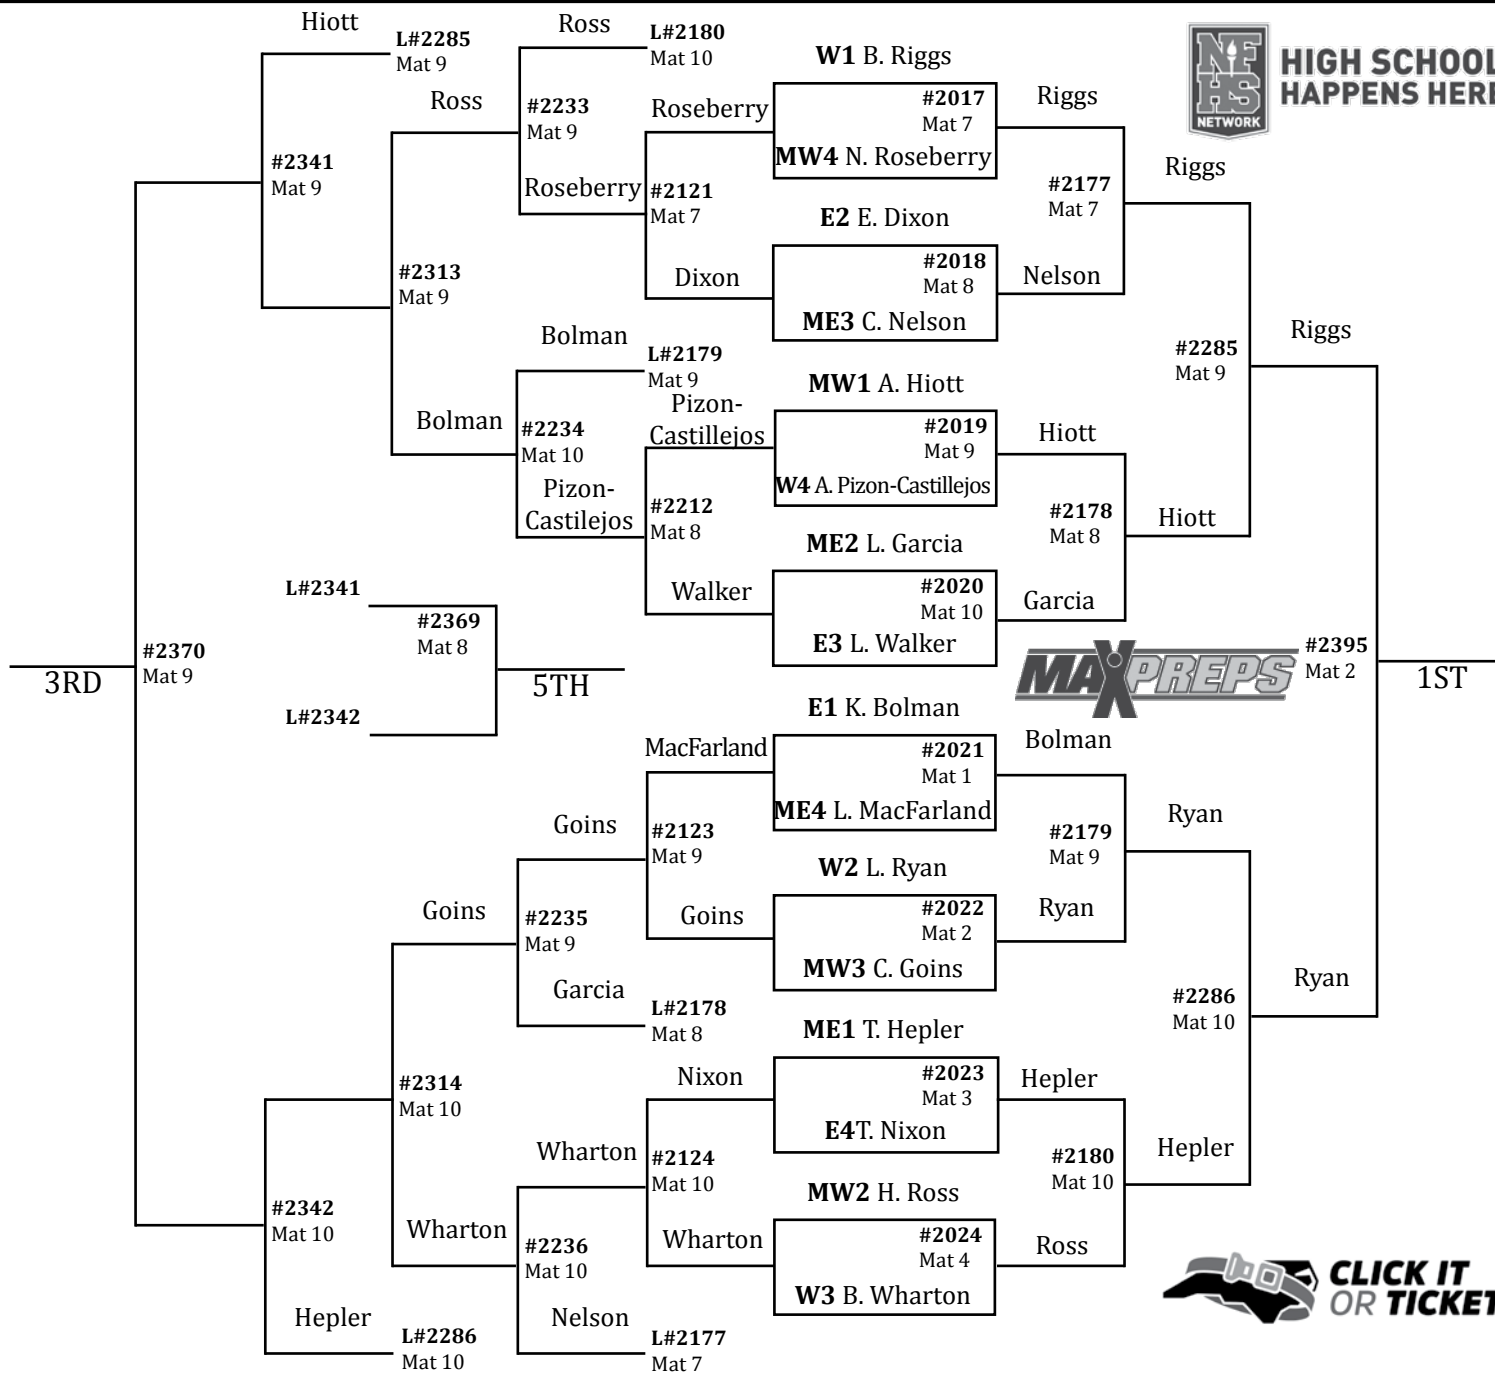 Hiott
L#2285
Mat 9
Ross
L#2180
Mat 10
W1 B. Riggs
NFHS
NETWORK
HIGH SCHOOL
HAPPENS HERE
Ross
#2233
Mat 9
Roseberry
#2017
Mat 7
Riggs
#2341
Mat 9
MW4 N. Roseberry
Riggs
Roseberry
#2121
Mat 7
#2177
Mat 7
E2 E. Dixon
#2313
Mat 9
Dixon
#2018
Mat 8
Nelson
ME3 C. Nelson
Bolman
L#2179
Mat 9
#2285
Mat 9
Riggs
MW1 A. Hiott
Bolman
#2234
Mat 10
Pizon-
Castillejos
#2019
Mat 9
Hiott
W4 A. Pizon-Castillejos
Pizon-
Castilejos
#2212
Mat 8
#2178
Mat 8
Hiott
ME2 L. Garcia
L#2341
Walker
#2020
Mat 10
Garcia
#2369
Mat 8
E3 L. Walker
3RD
#2370
Mat 9
5TH
MAXPREPS
#2395
Mat 2
1ST
L#2342
E1 K. Bolman
MacFarland
#2021
Mat 1
Bolman
ME4 L. MacFarland
Goins
#2123
Mat 9
#2179
Mat 9
Ryan
W2 L. Ryan
Goins
#2235
Mat 9
Goins
#2022
Mat 2
Ryan
MW3 C. Goins
Garcia
L#2178
Mat 8
#2286
Mat 10
Ryan
ME1 T. Hepler
#2314
Mat 10
Nixon
#2023
Mat 3
Hepler
E4T. Nixon
Wharton
#2124
Mat 10
#2180
Mat 10
Hepler
MW2 H. Ross
#2342
Mat 10
Wharton
#2236
Mat 10
Wharton
#2024
Mat 4
Ross
W3 B. Wharton
Hepler
L#2286
Mat 10
Nelson
L#2177
Mat 7
CLICK IT
OR TICKET